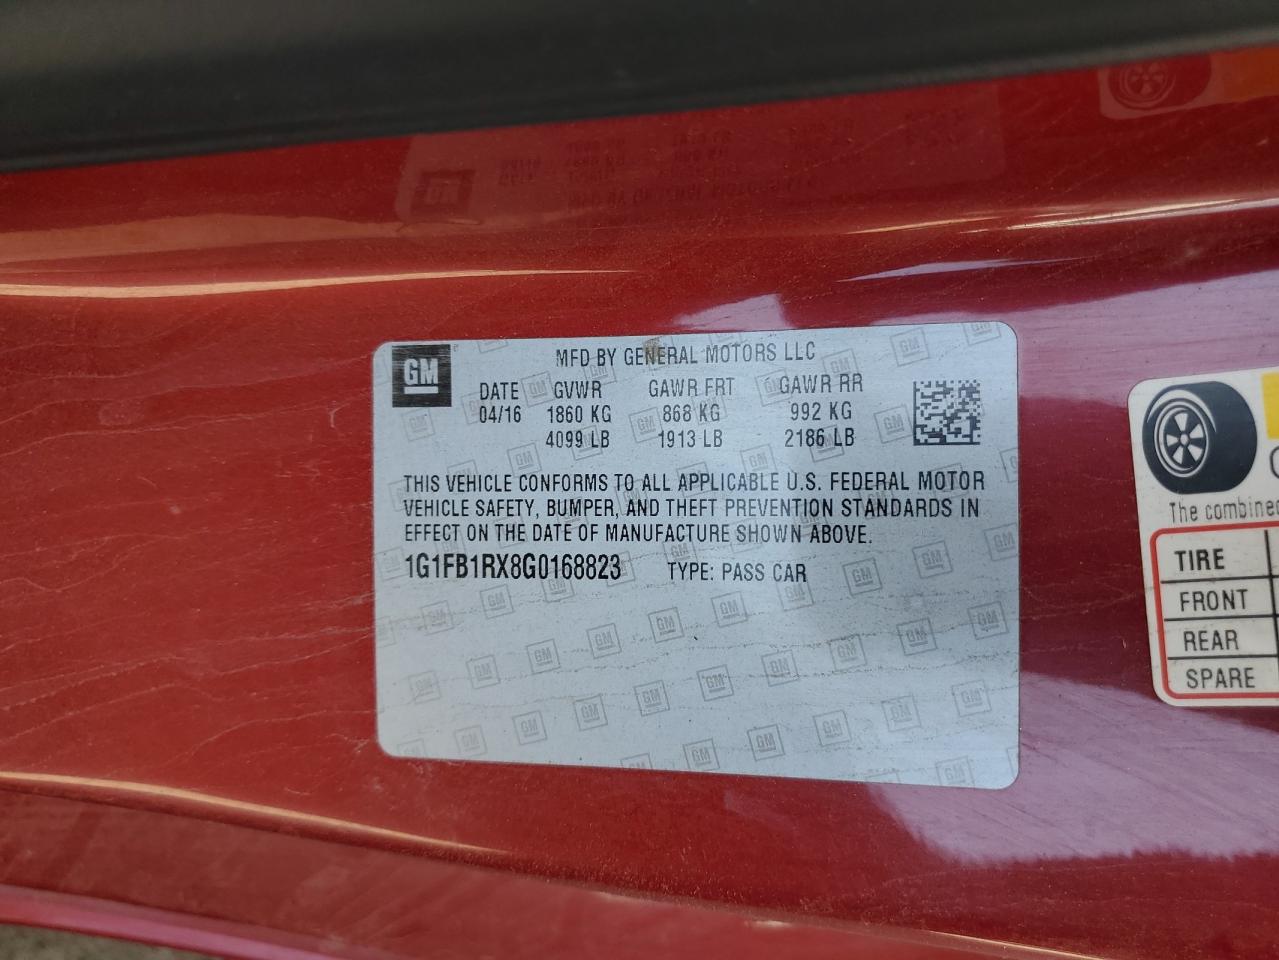 GM
MFD BY GENERAL MOTORS LLC
DATE GVWR GAWR FRT GAWR RR
04/16 1860 KG 868 KG 992 KG
4099 LB 1913 LB 2186 LB
THIS VEHICLE CONFORMS TO ALL APPLICABLE U.S. FEDERAL MOTOR
VEHICLE SAFETY, BUMPER, AND THEFT PREVENTION STANDARDS IN
EFFECT ON THE DATE OF MANUFACTURE SHOWN ABOVE.
1G1FB1RX8G0168823 TYPE: PASS CAR
The combined
TIRE
FRONT
REAR
SPARE